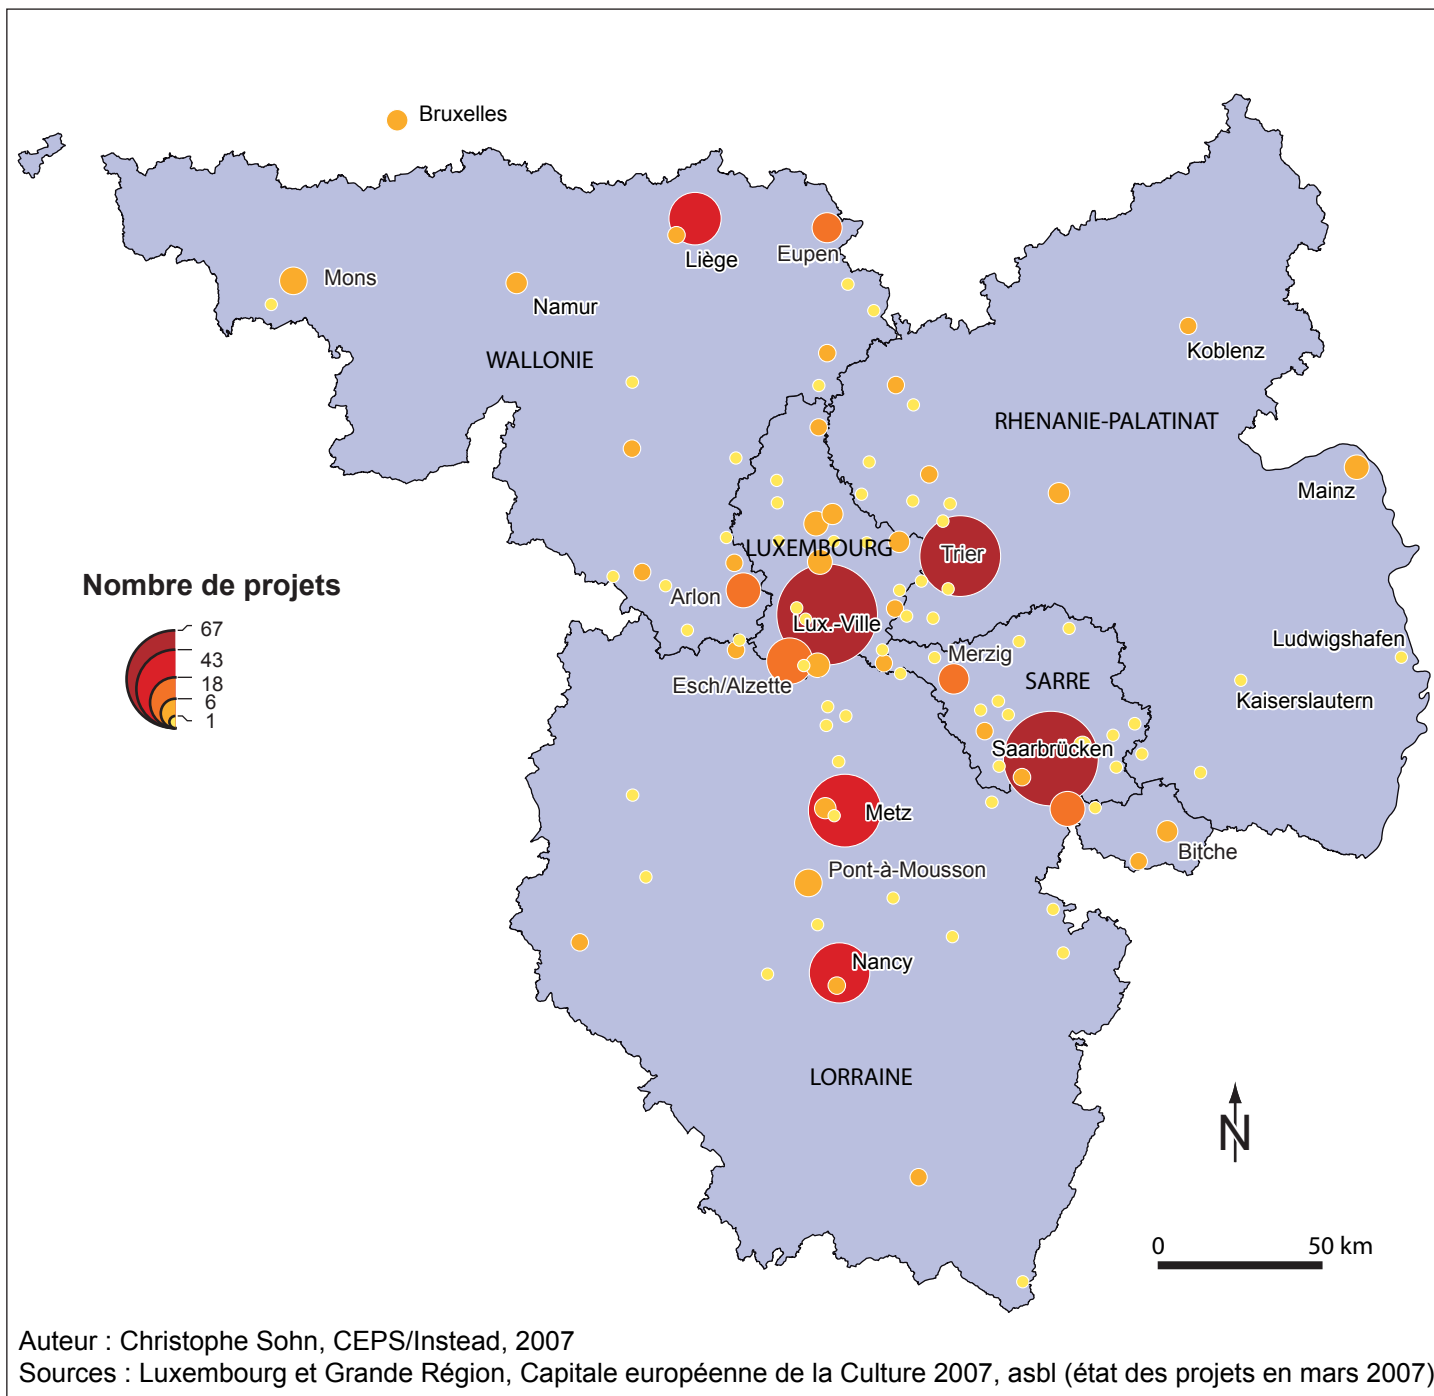 Bruxelles
Liège
Eupen
Mons
Namur
Koblenz
WALLONIE
RHENANIE-PALATINAT
Mainz
LUXEMBOURG
Trier
Nombre de projets
67
43
18
6
1
Arlon
Lux.-Ville
Ludwigshafen
Merzig
Esch/Alzette
SARRE
Kaiserslautern
Saarbrücken
Metz
Bitche
Pont-à-Mousson
Nancy
LORRAINE
N
0 50 km
Auteur : Christophe Sohn, CEPS/Instead, 2007
Sources : Luxembourg et Grande Région, Capitale européenne de la Culture 2007, asbl (état des projets en mars 2007)